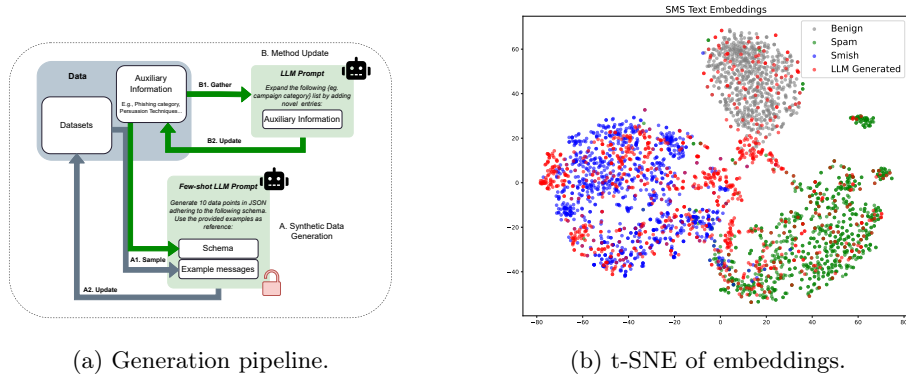 B. Method Update
Data
Auxiliary
Information
E.g., Phishing category,
Persuasion Techniques...
Datasets
B1. Gather
LLM Prompt
Expand the following (eg.
campaign category) list by adding
novel entries:
Auxiliary Information
B2. Update
Few-shot LLM Prompt
Generate 10 data points in JSON
adhering to the following schema.
Use the provided examples as
reference:
Schema
Example messages
A. Synthetic Data
Generation
A1. Sample
A2. Update
(a) Generation pipeline.
SMS Text Embeddings
Benign
Spam
Smish
LLM Generated
60
40
20
0
−20
−40
−80
−60
−40
−20
0
20
40
60
80
(b) t-SNE of embeddings.